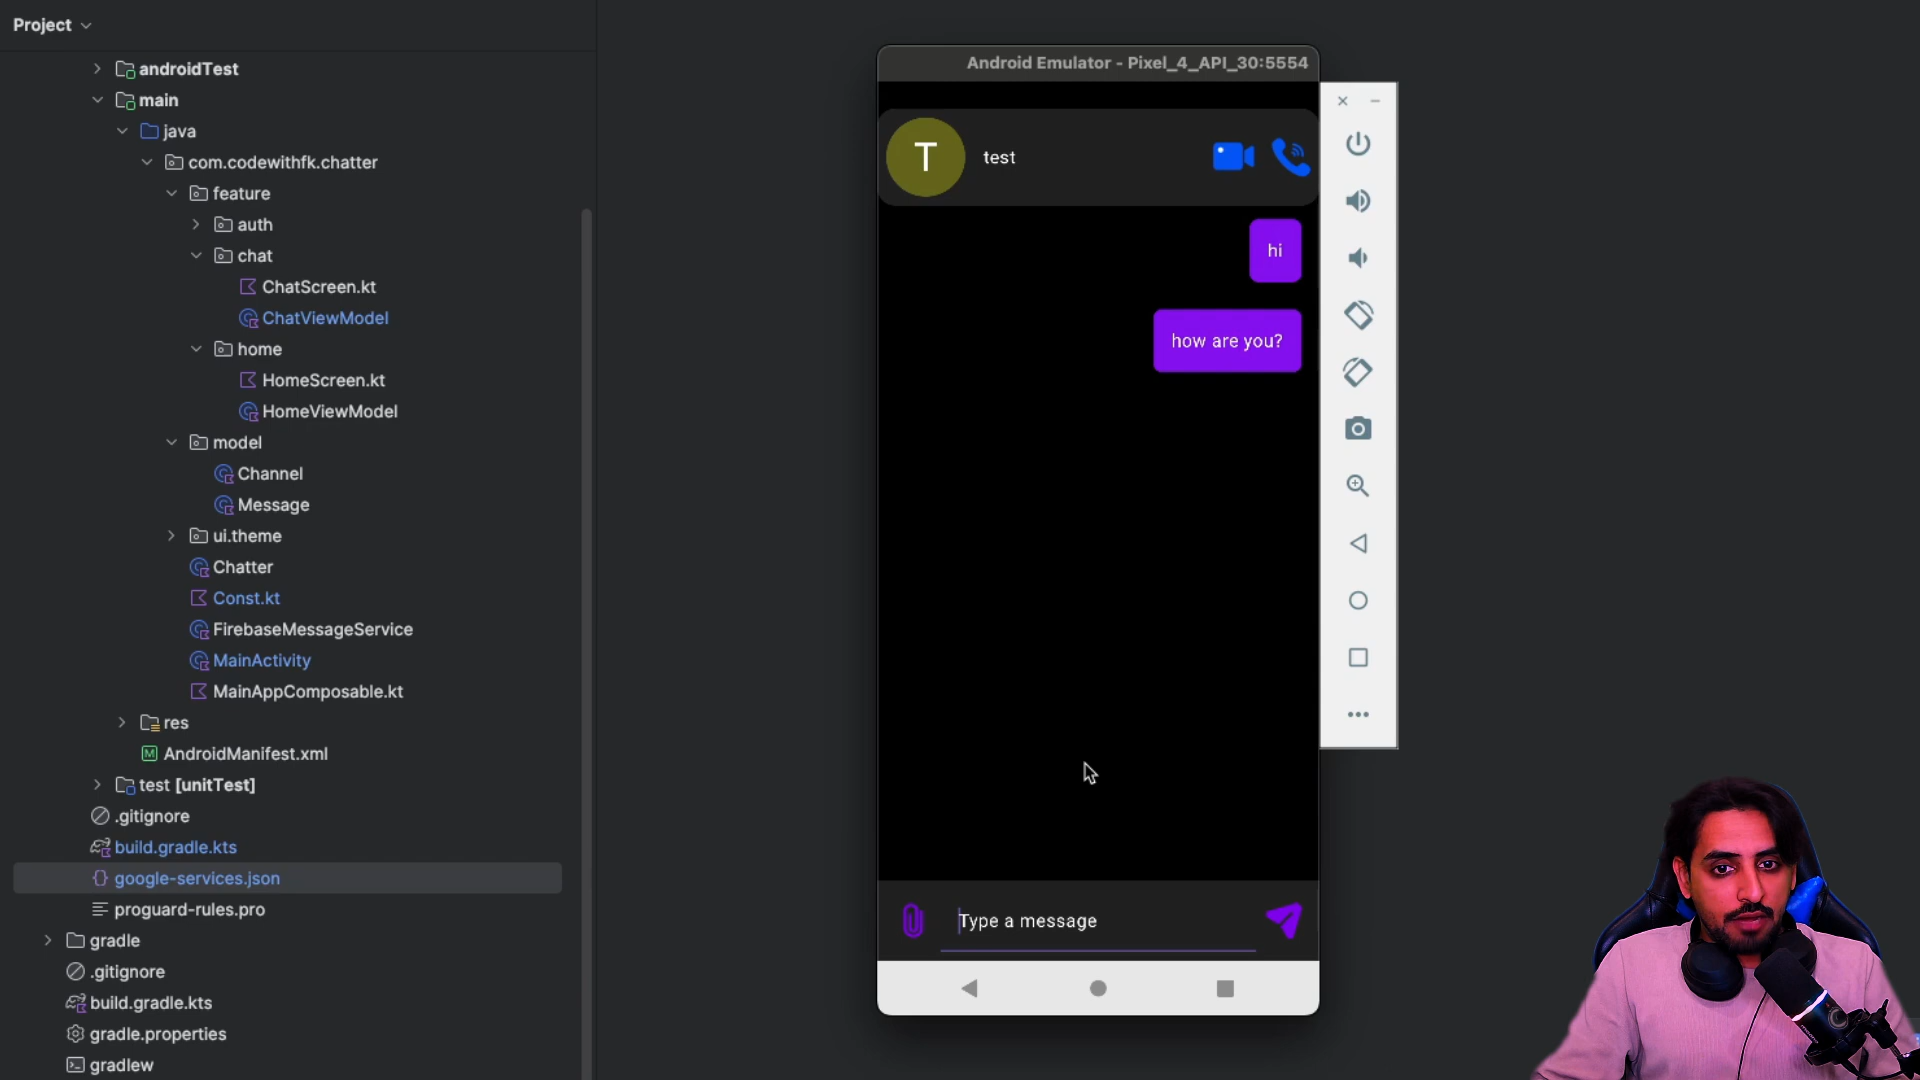 Project
androidTest
main
java
com.codewithfk.chatter
feature
auth
chat
ChatScreen.kt
ChatViewModel
home
HomeScreen.kt
HomeViewModel
model
Channel
Message
ui.theme
Chatter
Const.kt
FirebaseMessageService
MainActivity
MainAppComposable.kt
res
AndroidManifest.xml
test [unitTest]
.gitignore
build.gradle.kts
google-services.json
proguard-rules.pro
gradle
.gitignore
build.gradle.kts
gradle.properties
gradlew
Android Emulator - Pixel_4_API_30:5554
T
test
hi
how are you?
Type a message